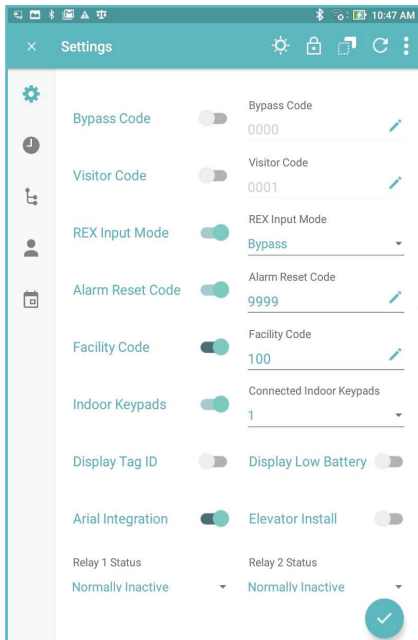 10:47 AM
Settings
Bypass Code
Bypass Code
0000
Visitor Code
Visitor Code
0001
REX Input Mode
REX Input Mode
Bypass
Alarm Reset Code
Alarm Reset Code
9999
Facility Code
Facility Code
100
Indoor Keypads
Connected Indoor Keypads
1
Display Tag ID
Display Low Battery
Arial Integration
Elevator Install
Relay 1 Status
Relay 2 Status
Normally Inactive
Normally Inactive